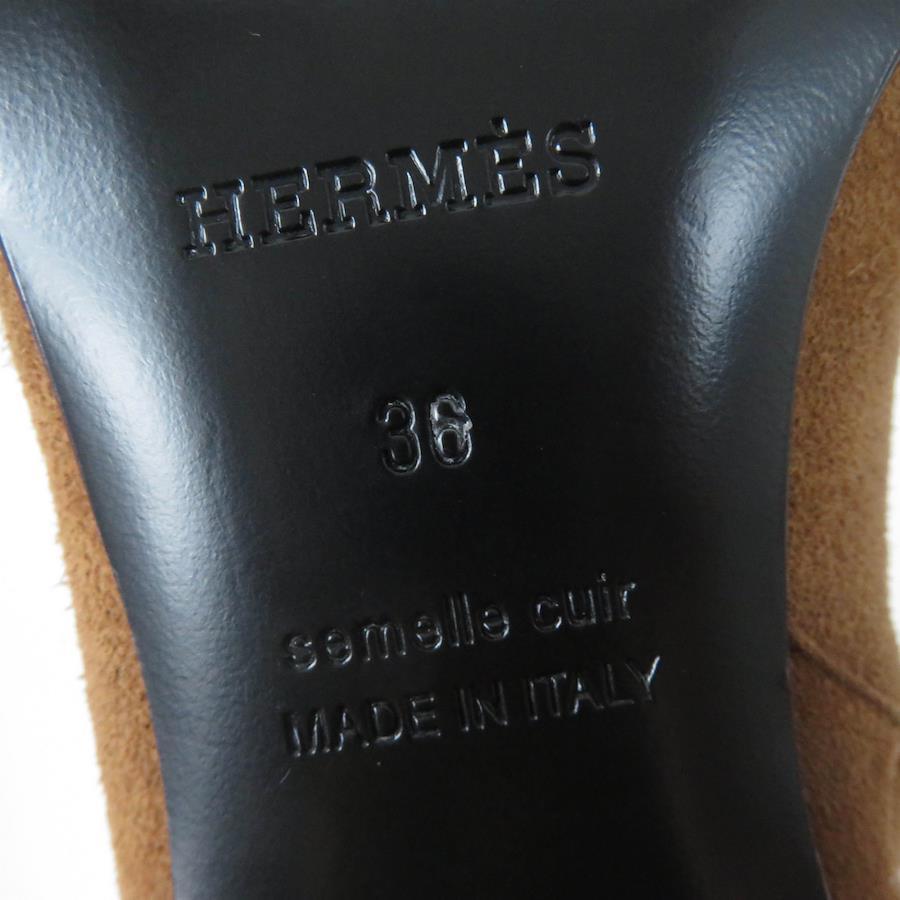 HERMÈS
36
semelle cuir
MADE IN ITALY